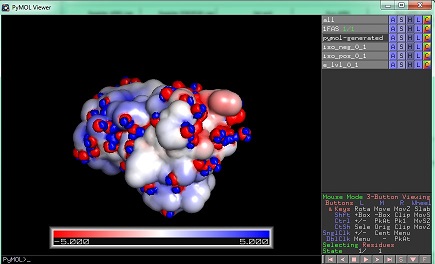 PyMOL Viewer
all A S H L C
1FAS 1/1 A S H L C
pymol-generated A S H L C
iso_neg_0_1 A S H L C
iso_pos_0_1 A S H L C
e_lvl_0_1 A S H L C
-5.000 5.000
Mouse Mode 3-Button Viewing
Buttons L M R Wheel
& Keys Rota Move MovZ Slab
Shft +Box -Box Clip MovS
Ctrl +/- PkAt Pk1 MvSZ
CtSh Sele Orig Clip MovZ
SnglClk +/- Cent Menu
DblClk Menu - PkAt
Selecting Residues
State 1/ 1
PyMOL>_
S F